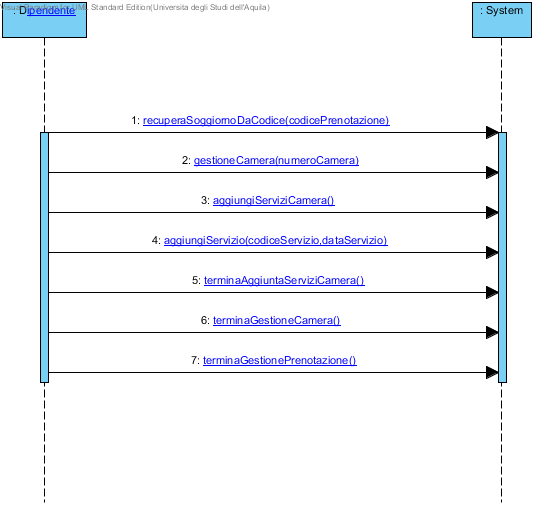 Visual Paradigm for UML Standard Edition(Universita degli Studi dell'Aquila)
: Dipendente
: System
1: recuperaSoggiornoDaCodice(codicePrenotazione)
2: gestioneCamera(numeroCamera)
3: aggiungiServiziCamera()
4: aggiungiServizio(codiceServizio,dataServizio)
5: terminaAggiuntaServiziCamera()
6: terminaGestioneCamera()
7: terminaGestionePrenotazione()